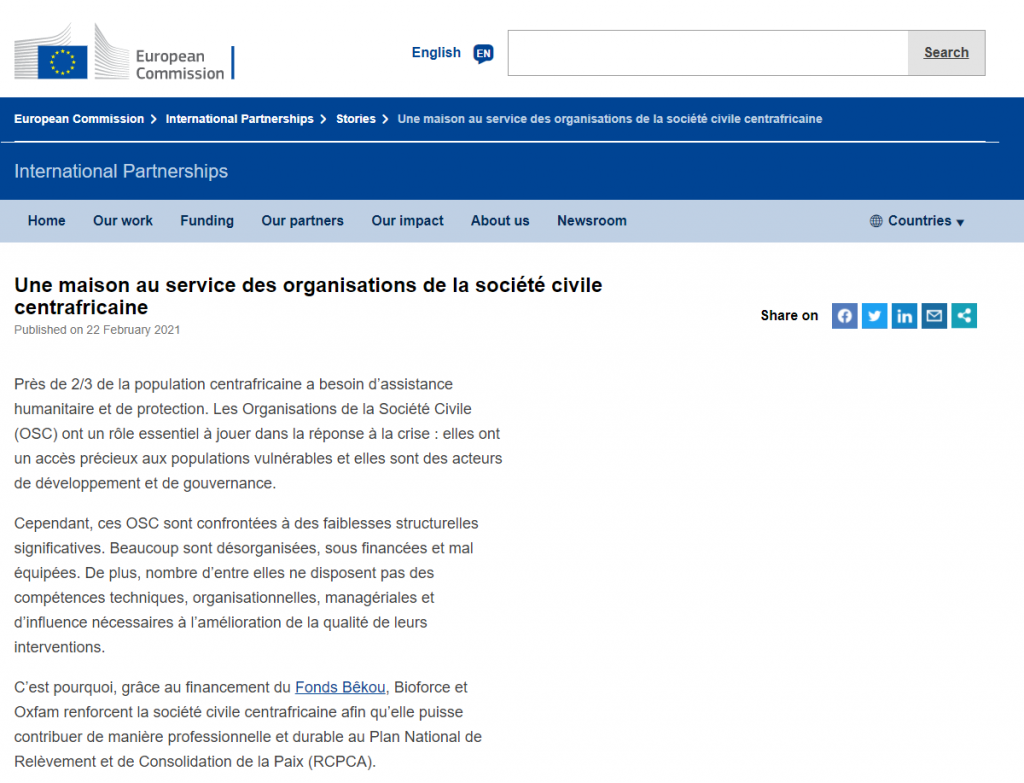 European
Commission
English EN
Search
European Commission > International Partnerships > Stories > Une maison au service des organisations de la société civile centrafricaine
International Partnerships
Home Our work Funding Our partners Our impact About us Newsroom Countries
Une maison au service des organisations de la société civile
centrafricaine
Published on 22 February 2021
Share on
Près de 2/3 de la population centrafricaine a besoin d’assistance
humanitaire et de protection. Les Organisations de la Société Civile
(OSC) ont un rôle essentiel à jouer dans la réponse à la crise : elles ont
un accès précieux aux populations vulnérables et elles sont des acteurs
de développement et de gouvernance.
Cependant, ces OSC sont confrontées à des faiblesses structurelles
significatives. Beaucoup sont désorganisées, sous financées et mal
équipées. De plus, nombre d’entre elles ne disposent pas des
compétences techniques, organisationnelles, managériales et
d’influence nécessaires à l’amélioration de la qualité de leurs
interventions.
C’est pourquoi, grâce au financement du Fonds Bêkou, Bioforce et
Oxfam renforcent la société civile centrafricaine afin qu’elle puisse
contribuer de manière professionnelle et durable au Plan National de
Relèvement et de Consolidation de la Paix (RCPCA).